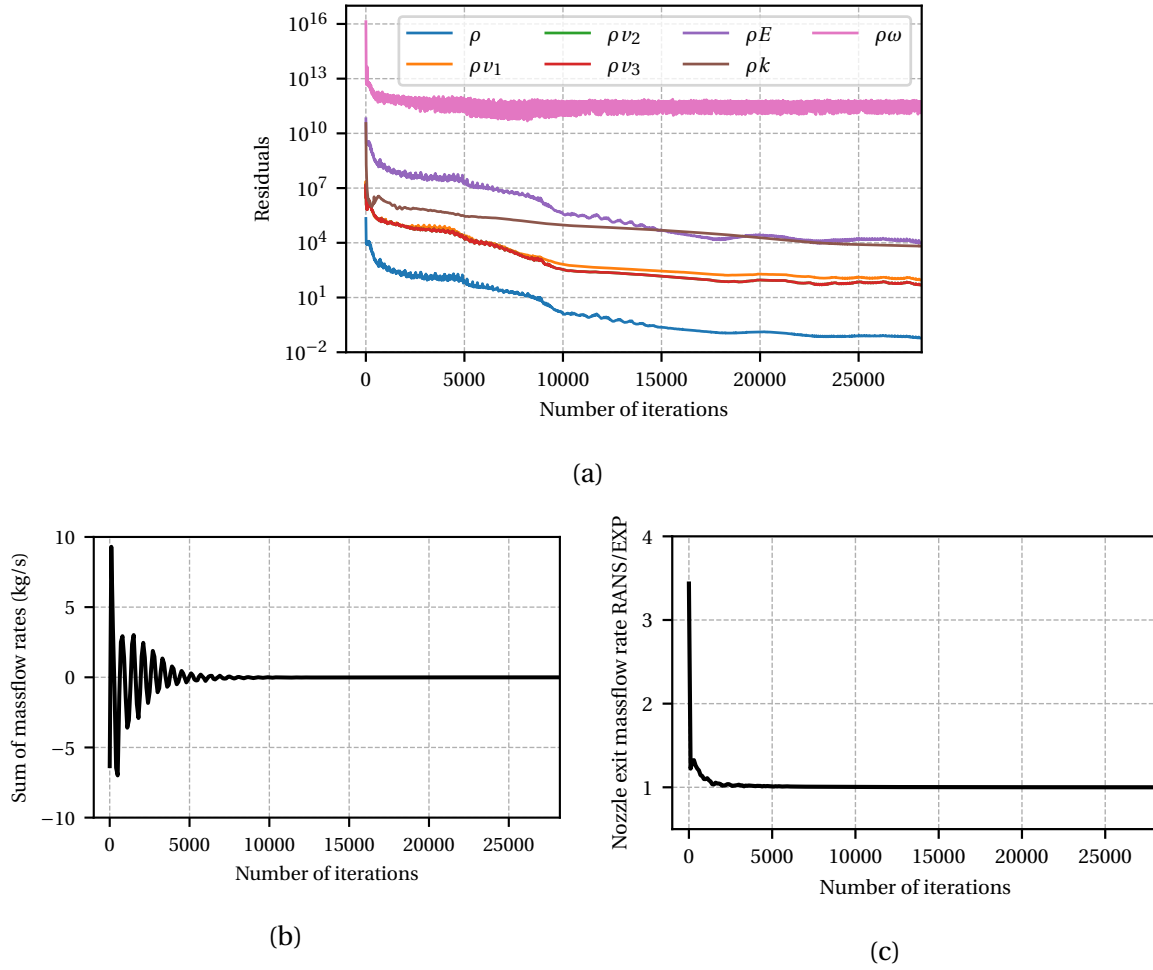 10^16
10^13
10^10
10^7
10^4
10^1
10^−2
Residuals
ρ ρv₂ ρE ρω
ρv₁ ρv₃ ρk
0 5000 10000 15000 20000 25000
Number of iterations
(a)
10
5
0
−5
−10
Sum of massflow rates (kg/s)
0 5000 10000 15000 20000 25000
Number of iterations
(b)
4
3
2
1
Nozzle exit massflow rate RANS/EXP
0 5000 10000 15000 20000 25000
Number of iterations
(c)